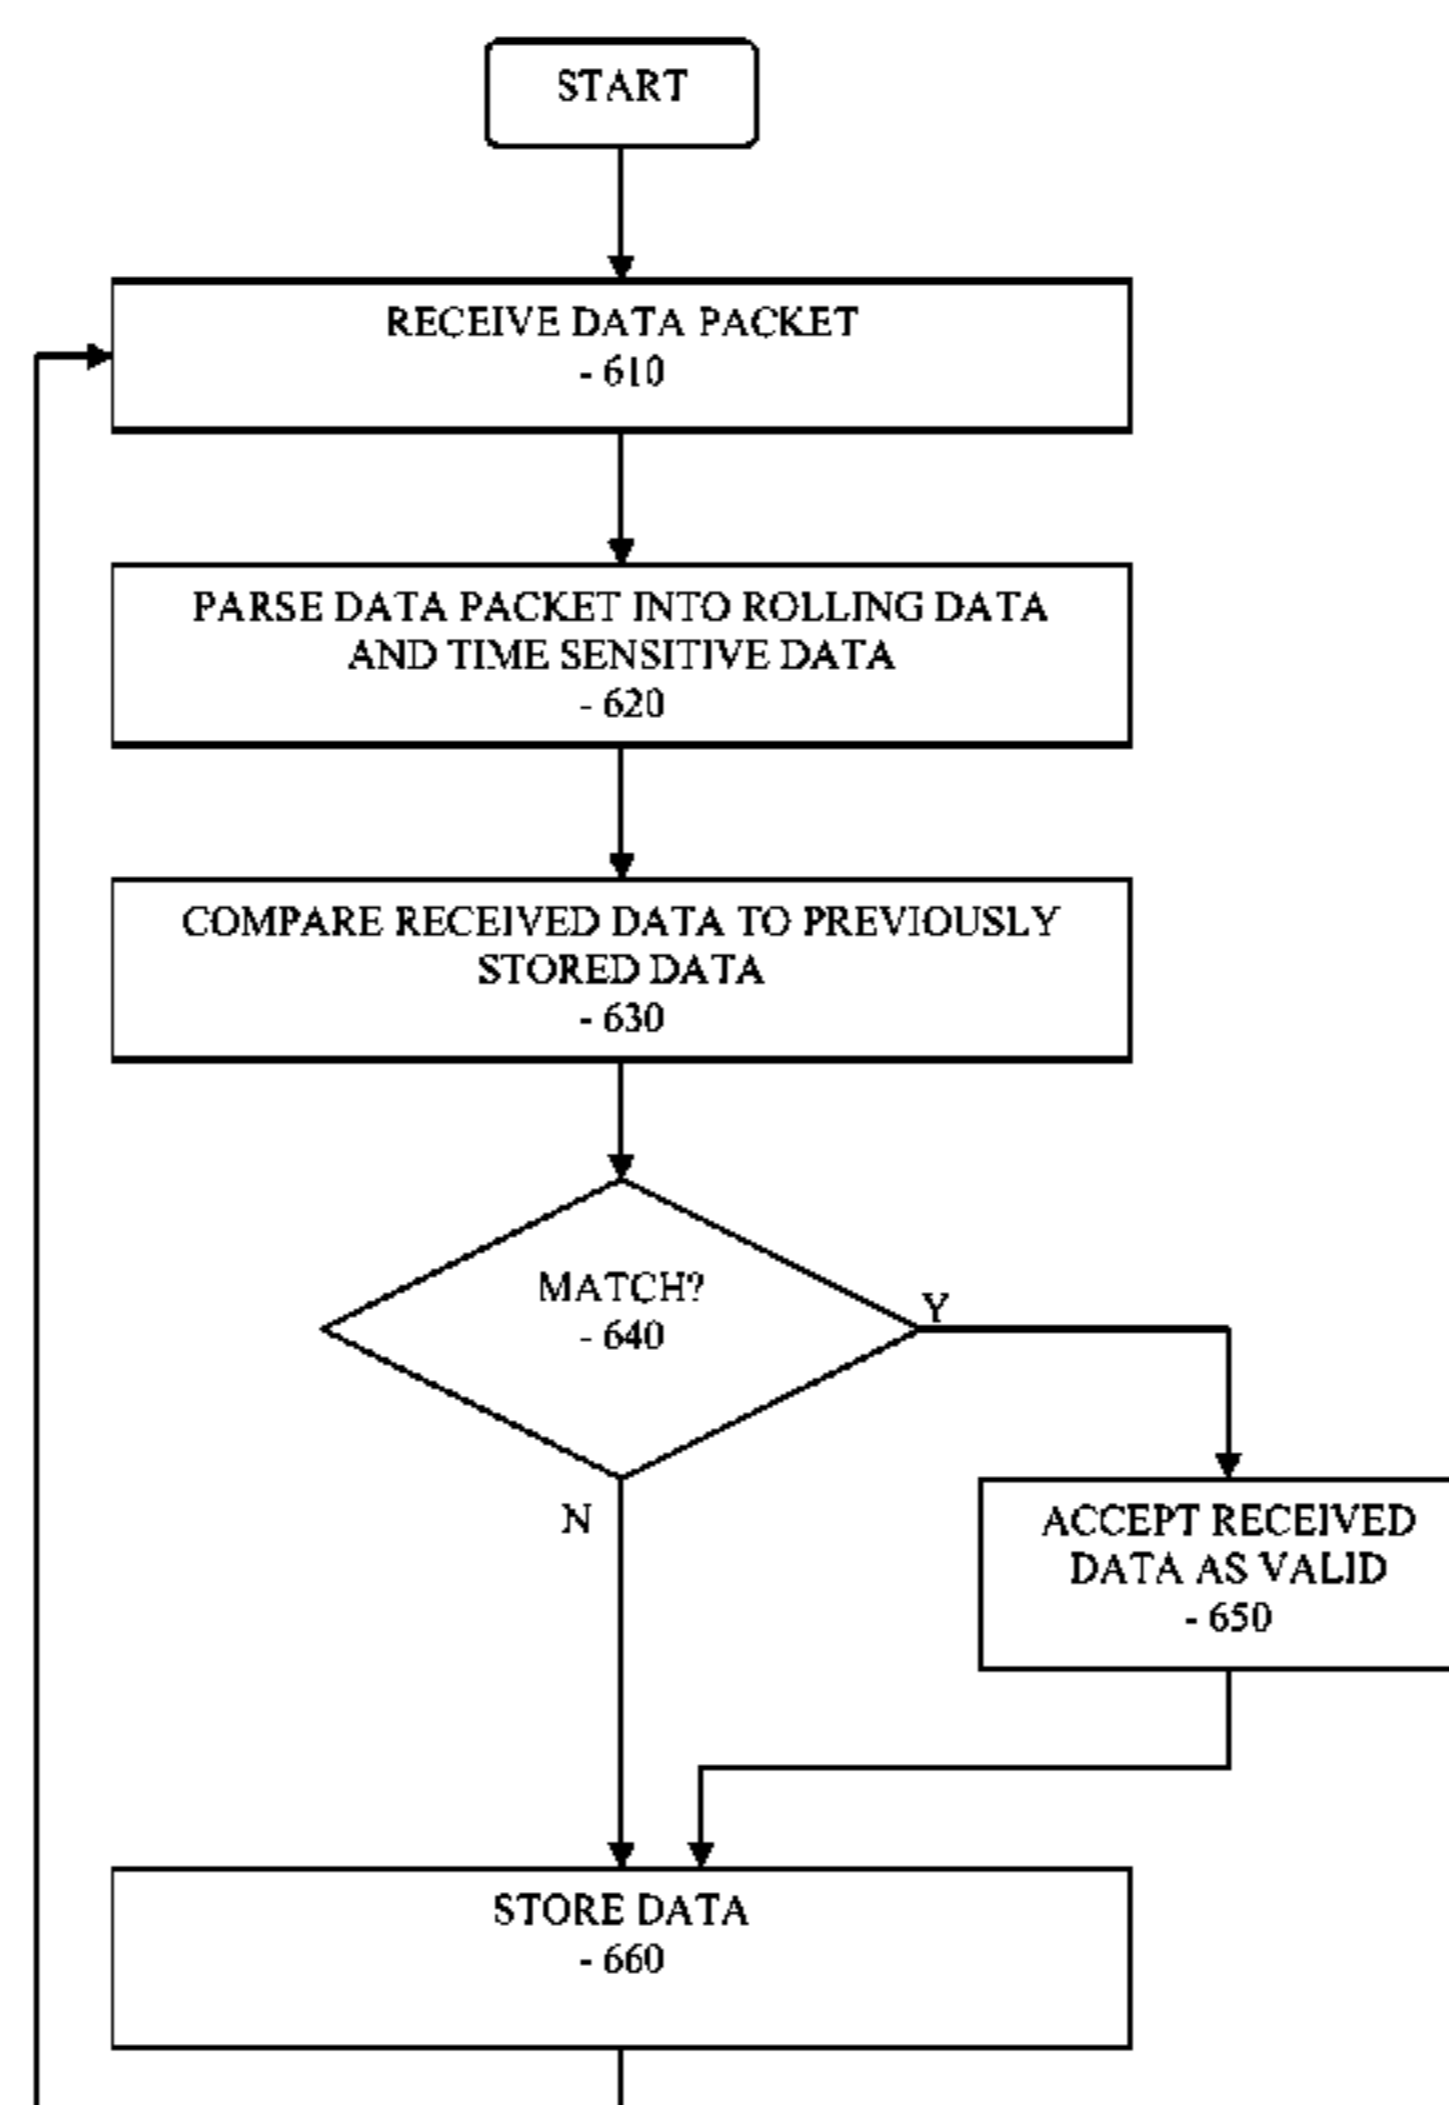 START
RECEIVE DATA PACKET
- 610
PARSE DATA PACKET INTO ROLLING DATA
AND TIME SENSITIVE DATA
- 620
COMPARE RECEIVED DATA TO PREVIOUSLY
STORED DATA
- 630
MATCH?
- 640
Y
N
ACCEPT RECEIVED
DATA AS VALID
- 650
STORE DATA
- 660